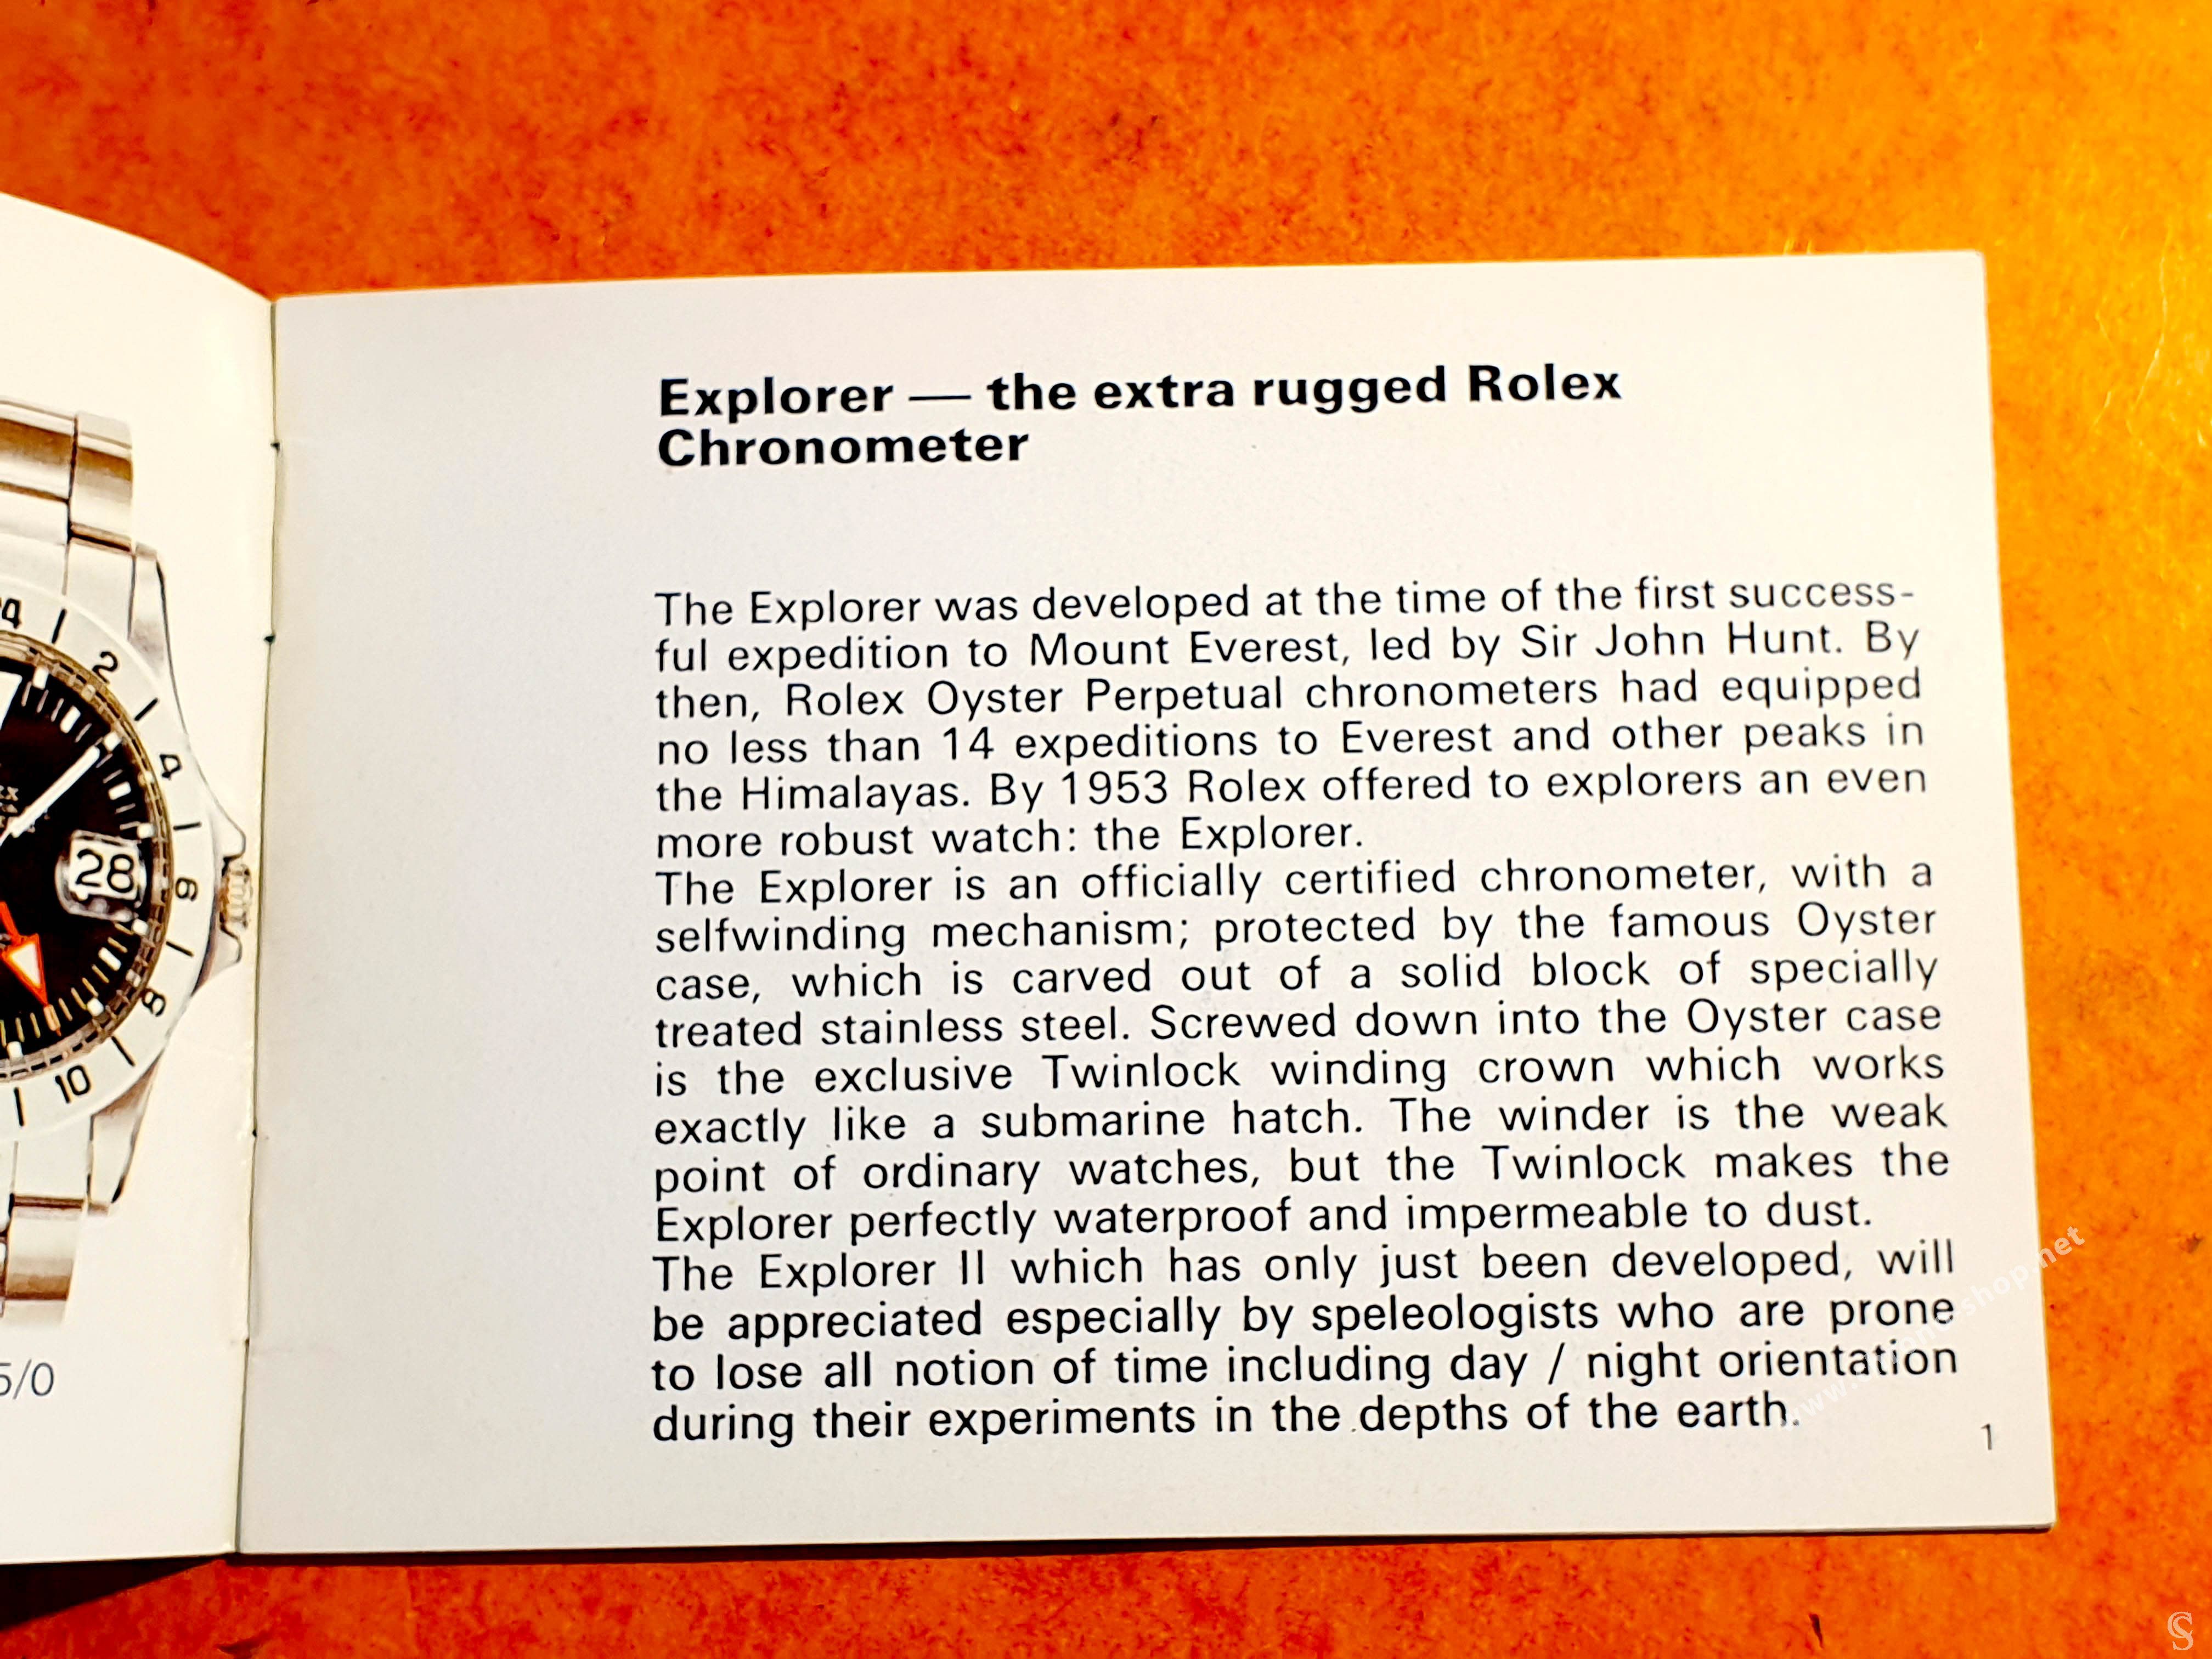 Explorer — the extra rugged Rolex
Chronometer
The Explorer was developed at the time of the first success-
ful expedition to Mount Everest, led by Sir John Hunt. By
then, Rolex Oyster Perpetual chronometers had equipped
no less than 14 expeditions to Everest and other peaks in
the Himalayas. By 1953 Rolex offered to explorers an even
more robust watch: the Explorer.
The Explorer is an officially certified chronometer, with a
selfwinding mechanism; protected by the famous Oyster
case, which is carved out of a solid block of specially
treated stainless steel. Screwed down into the Oyster case
is the exclusive Twinlock winding crown which works
exactly like a submarine hatch. The winder is the weak
point of ordinary watches, but the Twinlock makes the
Explorer perfectly waterproof and impermeable to dust.
The Explorer II which has only just been developed, will
be appreciated especially by speleologists who are prone
to lose all notion of time including day / night orientation
during their experiments in the depths of the earth.
1
2
4
28
6
8
10
5/0